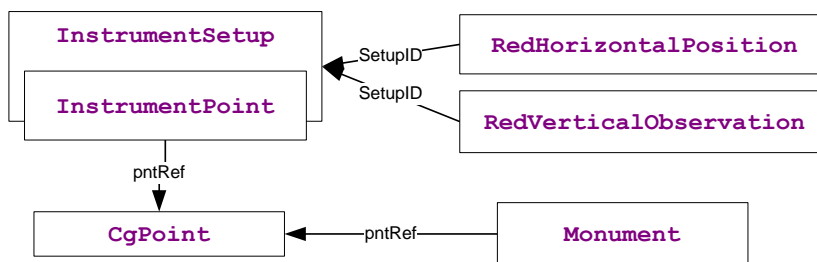 InstrumentSetup
SetupID
RedHorizontalPosition
InstrumentPoint
SetupID
RedVerticalObservation
pntRef
CgPoint
pntRef
Monument